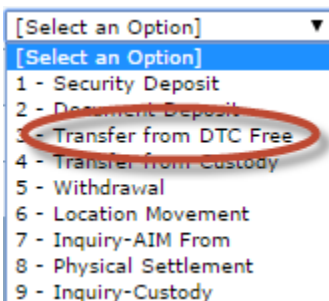 [Select an Option]
[Select an Option]
1 - Security Deposit
2 - Document Deposit
3 - Transfer from DTC Free
4 - Transfer from Custody
5 - Withdrawal
6 - Location Movement
7 - Inquiry-AIM From
8 - Physical Settlement
9 - Inquiry-Custody